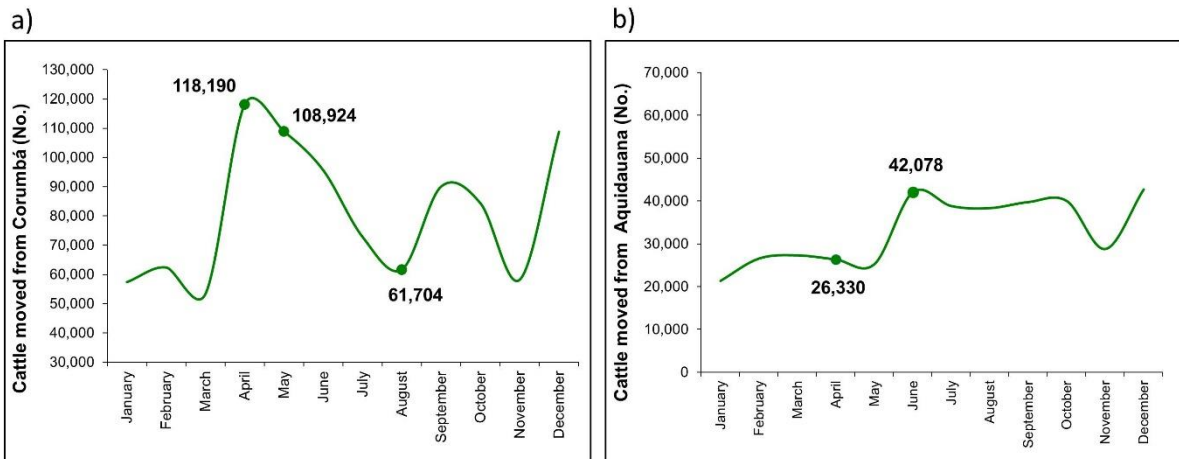 a)
Cattle moved from Corumbá (No.)
130,000
120,000
110,000
100,000
90,000
80,000
70,000
60,000
50,000
40,000
30,000
118,190
108,924
61,704
January
February
March
April
May
June
July
August
September
October
November
December
b)
Cattle moved from Aquidauana (No.)
70,000
60,000
50,000
40,000
30,000
20,000
10,000
0
42,078
26,330
January
February
March
April
May
June
July
August
September
October
November
December